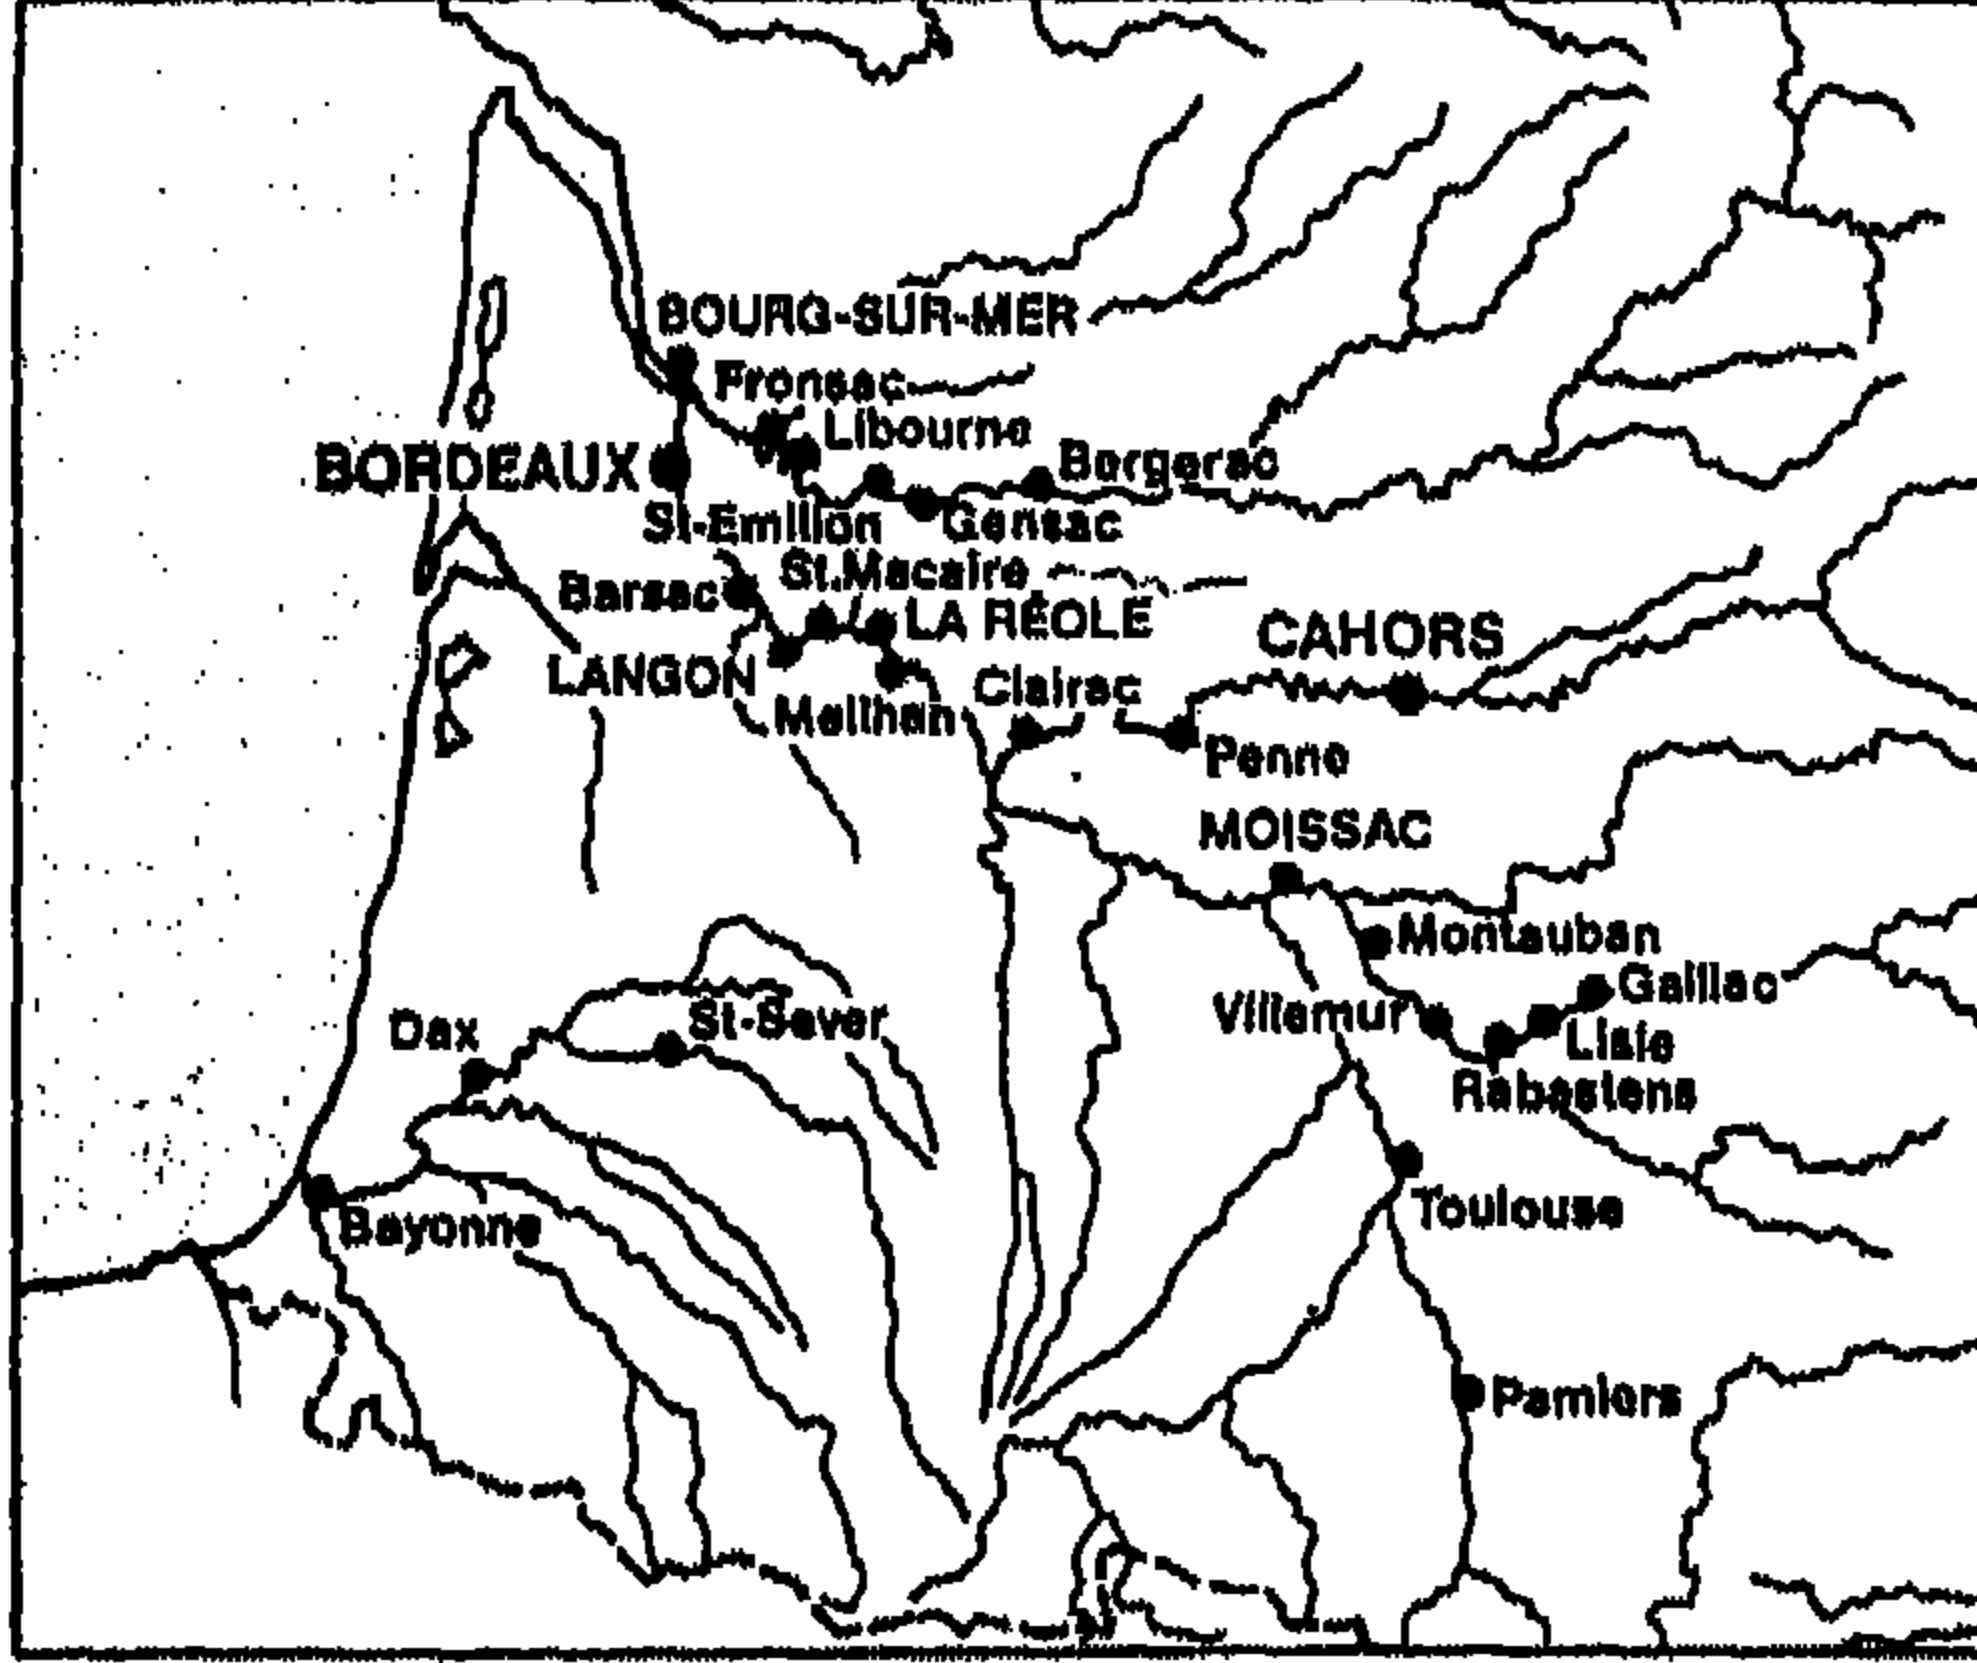 BOURG-SUR-MER
Fronsac
Libourne
BORDEAUX
Bergerac
St-Emilion
Gensac
St.Macaire
Barsac
LA RÉOLE
CAHORS
LANGON
Clairac
Meilhan
Penne
MOISSAC
Montauban
Gaillac
Villemur
St-Sever
Dax
Lisle
Rabastens
Toulouse
Bayonne
Pamiers